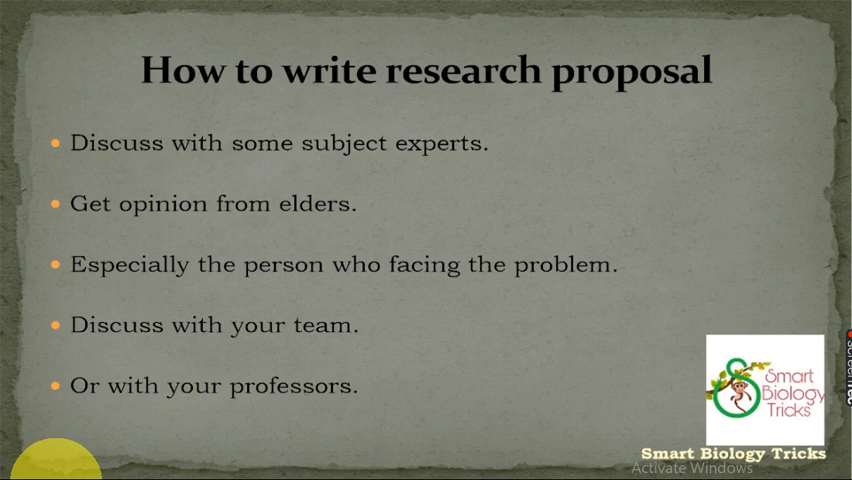 How to write research proposal
Discuss with some subject experts.
Get opinion from elders.
Especially the person who facing the problem.
Discuss with your team.
Or with your professors.
Smart
Biology
Tricks
Smart Biology Tricks
Activate Windows